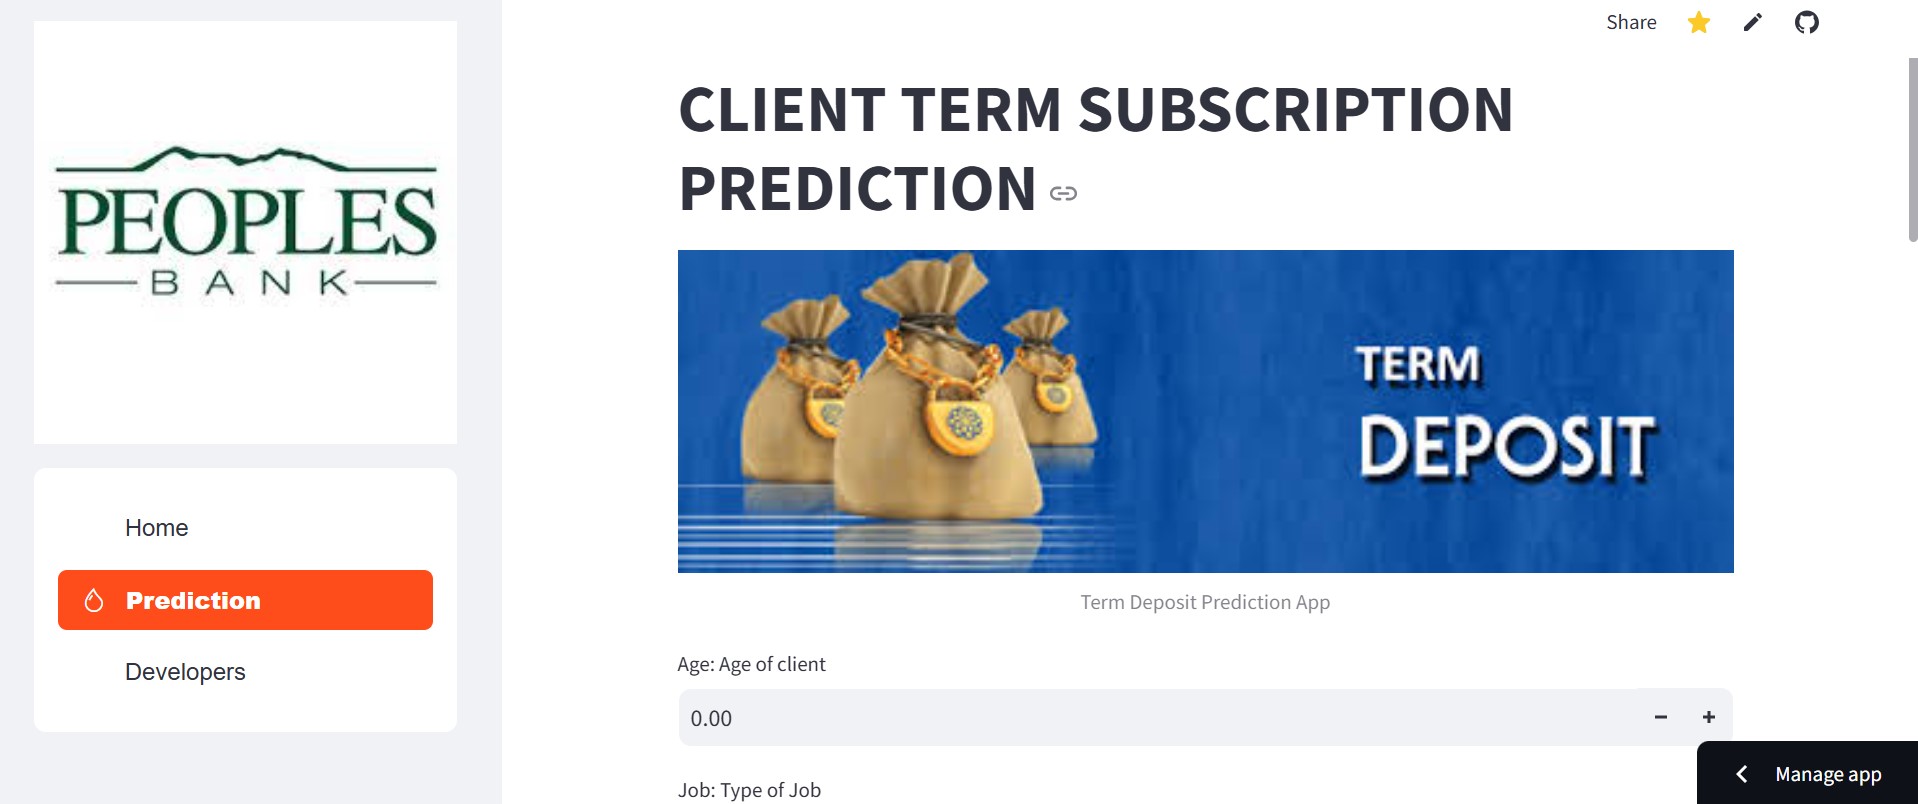 PEOPLES
BANK
Home
Prediction
Developers
Share
CLIENT TERM SUBSCRIPTION
PREDICTION
TERM
DEPOSIT
Term Deposit Prediction App
Age: Age of client
0.00
Job: Type of Job
Manage app